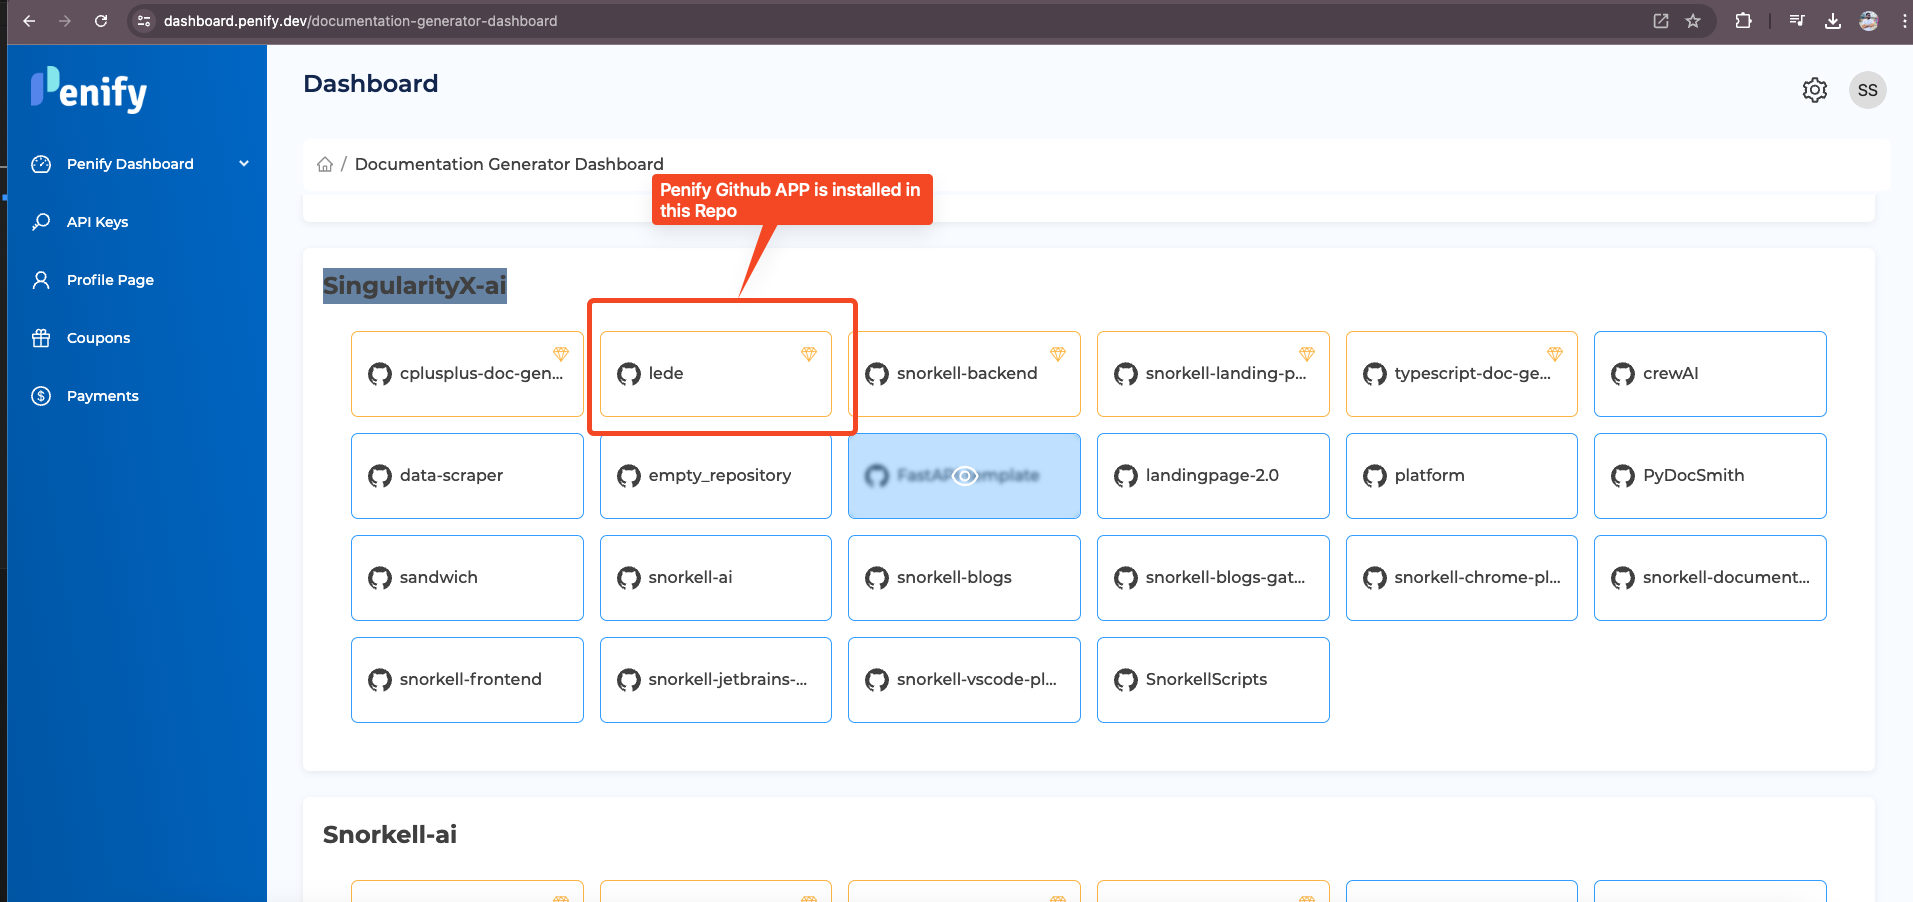 dashboard.penify.dev/documentation-generator-dashboard
Penify
Dashboard
SS
Penify Dashboard
API Keys
Profile Page
Coupons
Payments
/ Documentation Generator Dashboard
Penify Github APP is installed in
this Repo
SingularityX-ai
cplusplus-doc-gen...
lede
snorkell-backend
snorkell-landing-p...
typescript-doc-ge...
crewAI
data-scraper
empty_repository
landingpage-2.0
platform
PyDocSmith
sandwich
snorkell-ai
snorkell-blogs
snorkell-blogs-gat...
snorkell-chrome-pl...
snorkell-document...
snorkell-frontend
snorkell-jetbrains-...
snorkell-vscode-pl...
SnorkellScripts
Snorkell-ai